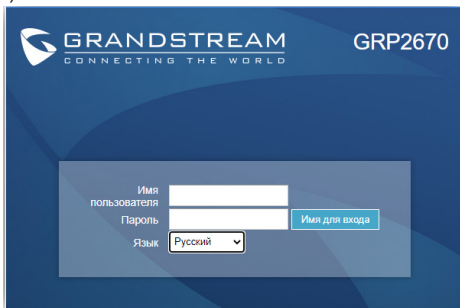 GRANDSTREAM
CONNECTING THE WORLD
GRP2670
Имя
пользователя
Пароль
Имя для входа
Язык
Русский